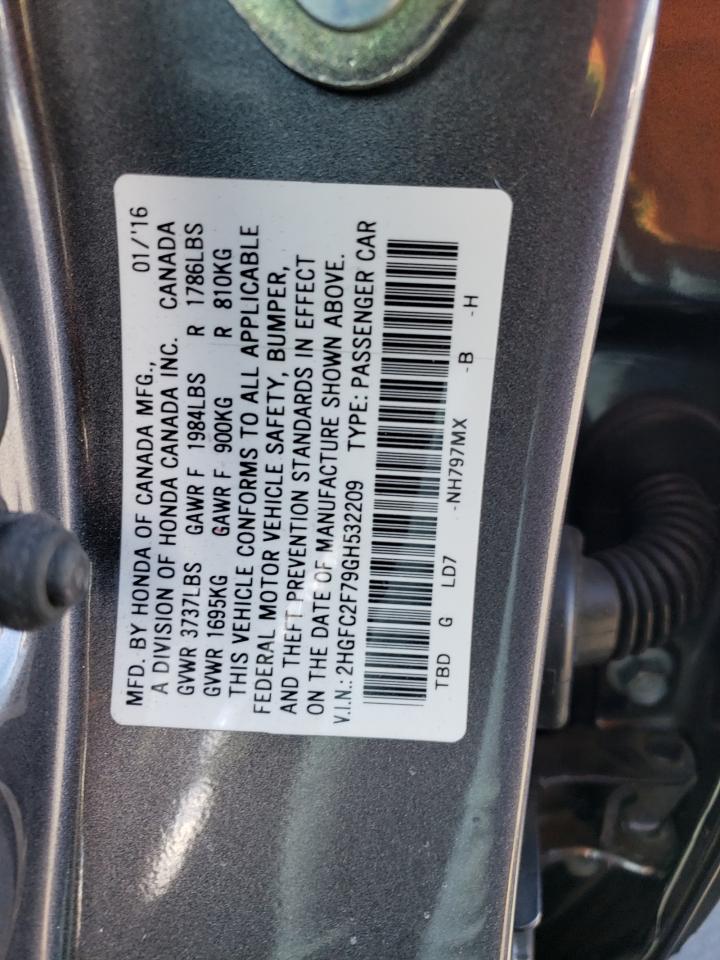 MFD. BY HONDA OF CANADA MFG., 01/'16
A DIVISION OF HONDA CANADA INC. CANADA
GVWR 3737LBS GAWR F 1984LBS R 1786LBS
GVWR 1695KG GAWR F 900KG R 810KG
THIS VEHICLE CONFORMS TO ALL APPLICABLE
FEDERAL MOTOR VEHICLE SAFETY, BUMPER,
AND THEFT PREVENTION STANDARDS IN EFFECT
ON THE DATE OF MANUFACTURE SHOWN ABOVE.
V.I.N.: 2HGFC2F79GH532209 TYPE: PASSENGER CAR
TBD G LD7 -NH797MX -B -H